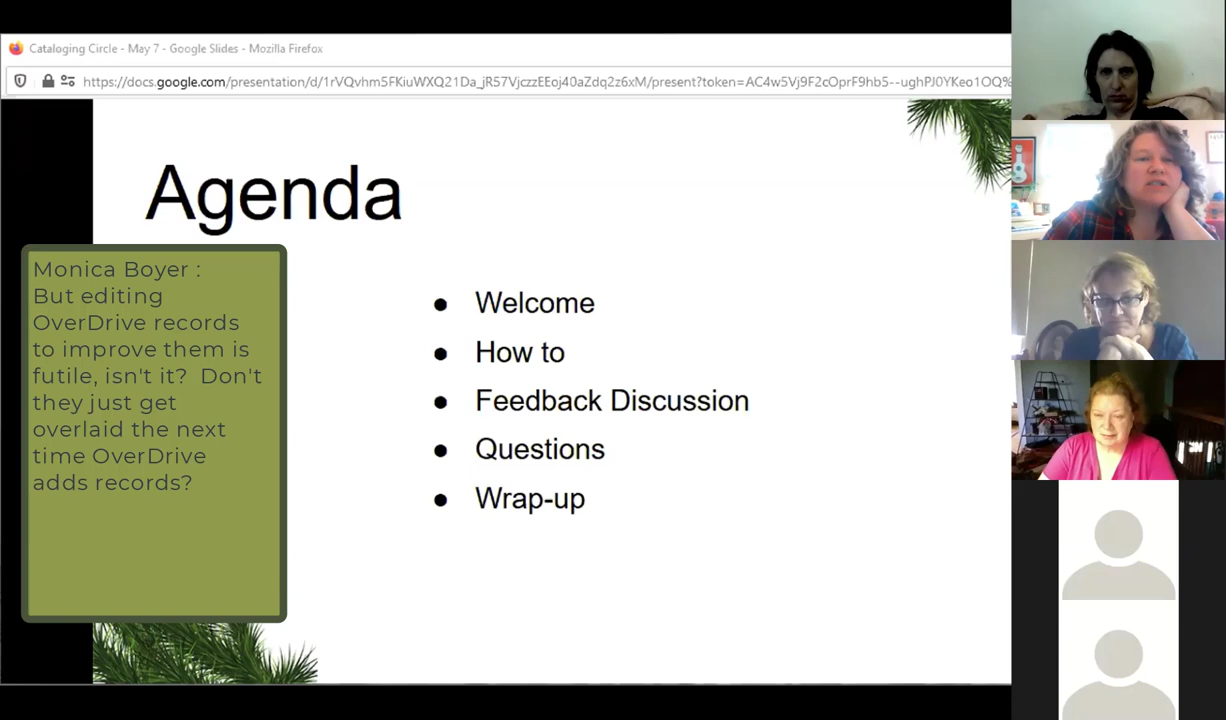 Cataloging Circle - May 7 - Google Slides - Mozilla Firefox
https://docs.google.com/presentation/d/1rVQvhm5FKiuWXQ21Da_jR57VjczzEEoj40aZdq2z6xM/present?token=AC4w5Vj9F2cOprF9hb5--ughPJ0YKeo1OQ%
Agenda
Monica Boyer :
But editing
OverDrive records
to improve them is
futile, isn't it?  Don't
they just get
overlaid the next
time OverDrive
adds records?
● Welcome
● How to
● Feedback Discussion
● Questions
● Wrap-up